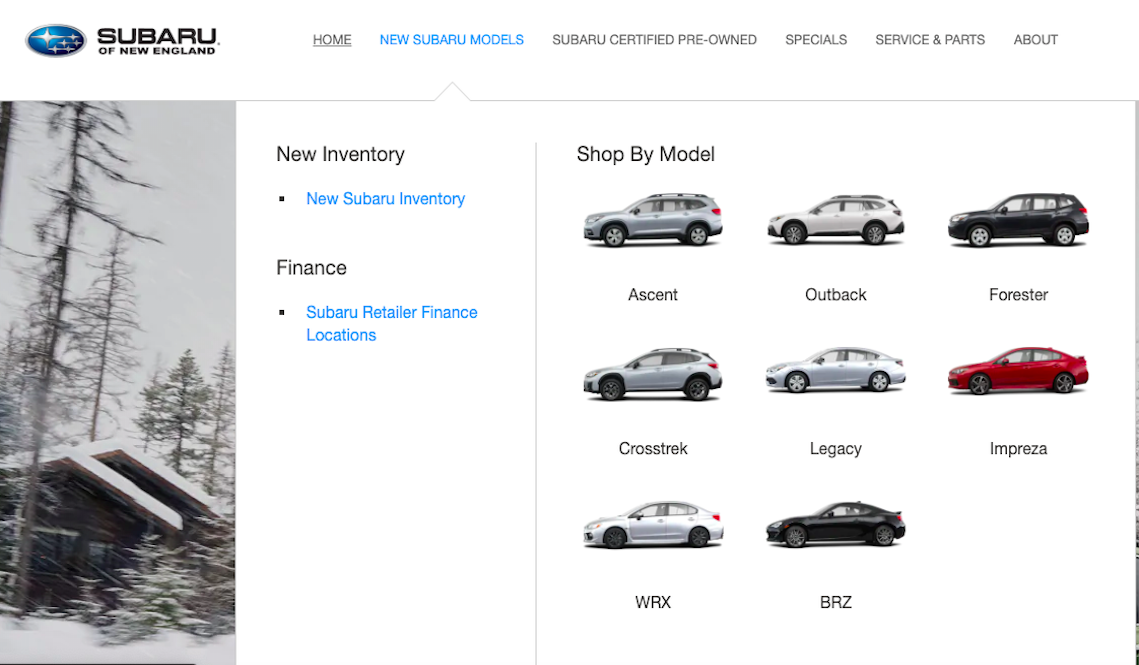 SUBARU
OF NEW ENGLAND
HOME
NEW SUBARU MODELS
SUBARU CERTIFIED PRE-OWNED
SPECIALS
SERVICE & PARTS
ABOUT
New Inventory
New Subaru Inventory
Finance
Subaru Retailer Finance
Locations
Shop By Model
Ascent
Outback
Forester
Crosstrek
Legacy
Impreza
WRX
BRZ